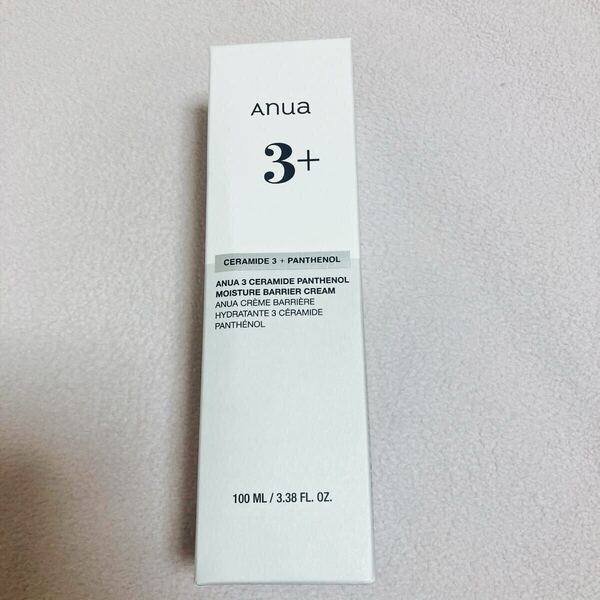 Anua
3+
CERAMIDE 3 + PANTHENOL
ANUA 3 CERAMIDE PANTHENOL
MOISTURE BARRIER CREAM
ANUA CRÈME BARRIÈRE
HYDRATANTE 3 CÉRAMIDE
PANTHÉNOL
100 ML / 3.38 FL. OZ.